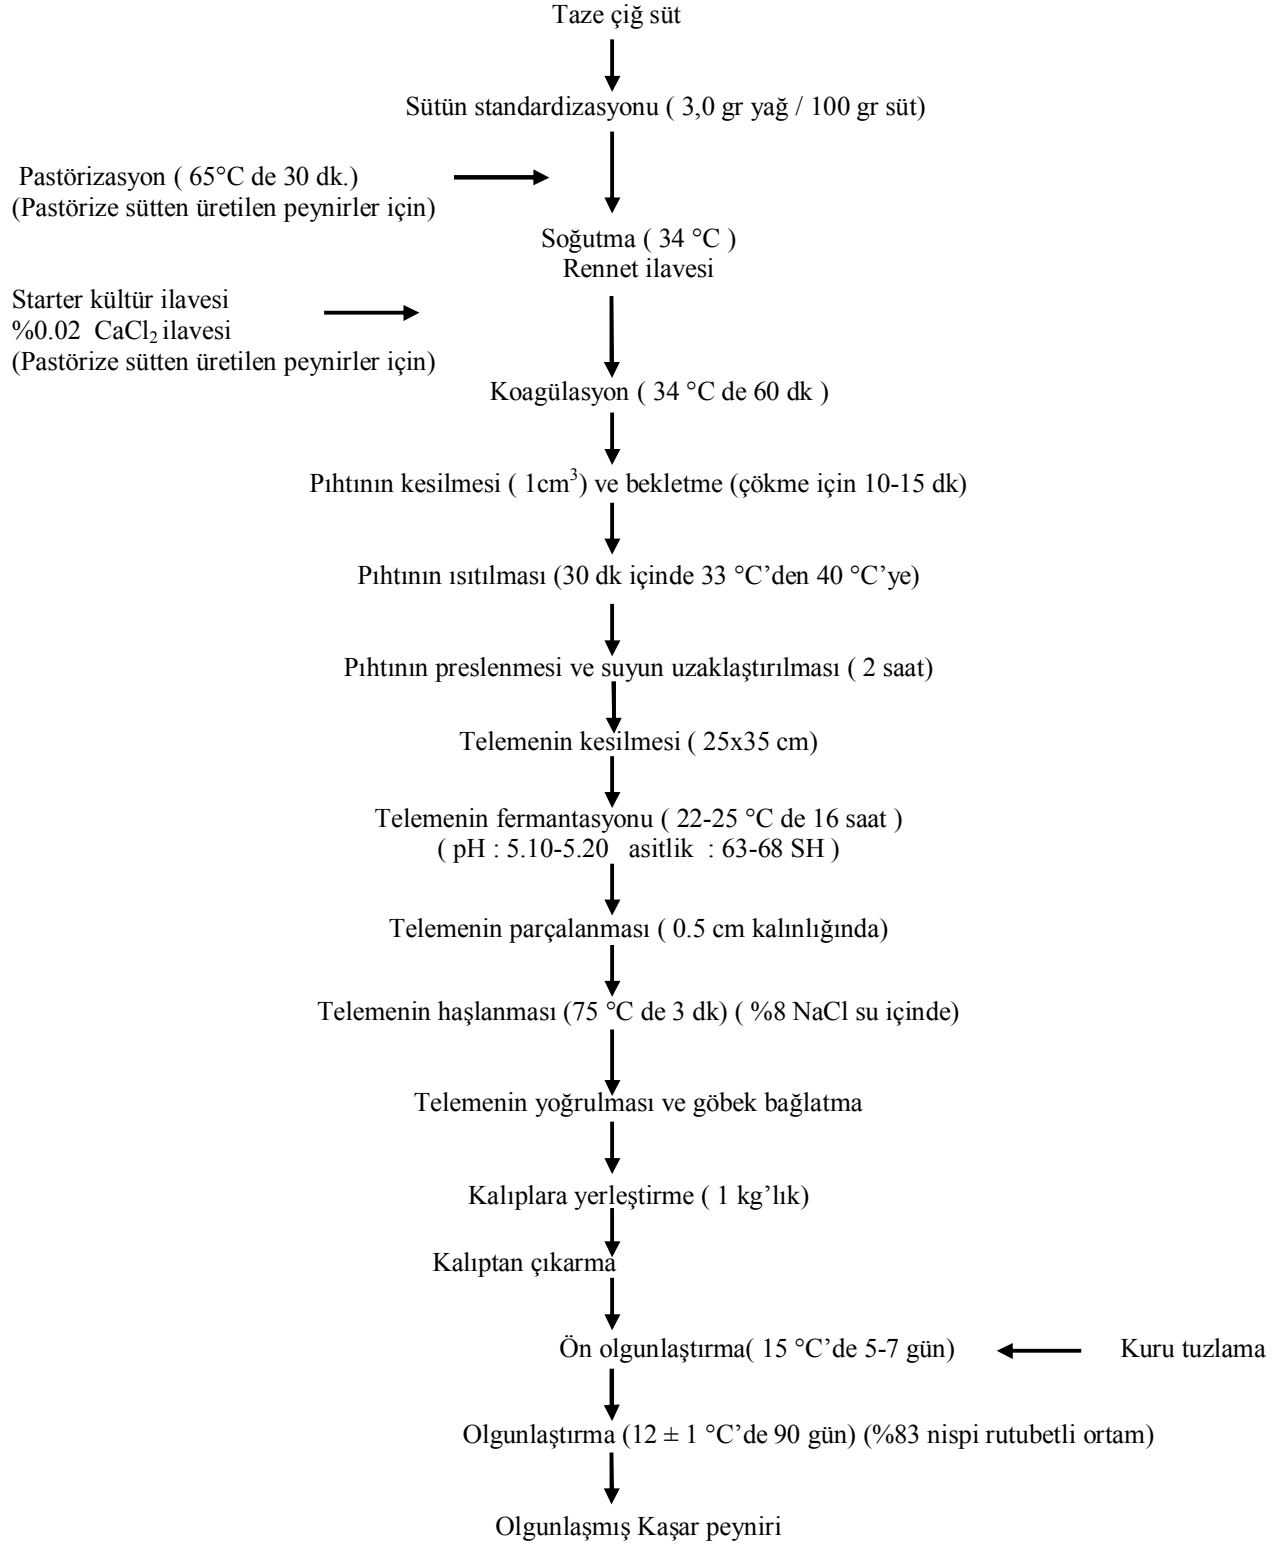 Taze çiğ süt
Sütün standardizasyonu ( 3,0 gr yağ / 100 gr süt)
Pastörizasyon ( 65°C de 30 dk.)
(Pastörize sütten üretilen peynirler için)
Soğutma ( 34 °C )
Rennet ilavesi
Starter kültür ilavesi
%0.02 CaCl₂ ilavesi
(Pastörize sütten üretilen peynirler için)
Koagülasyon ( 34 °C de 60 dk )
Pıhtının kesilmesi ( 1cm³) ve bekletme (çökme için 10-15 dk)
Pıhtının ısıtılması (30 dk içinde 33 °C’den 40 °C’ye)
Pıhtının preslenmesi ve suyun uzaklaştırılması ( 2 saat)
Telemenin kesilmesi ( 25x35 cm)
Telemenin fermantasyonu ( 22-25 °C de 16 saat )
( pH : 5.10-5.20 asitlik : 63-68 SH )
Telemenin parçalanması ( 0.5 cm kalınlığında)
Telemenin haşlanması (75 °C de 3 dk) ( %8 NaCl su içinde)
Telemenin yoğrulması ve göbek bağlatma
Kalıplara yerleştirme ( 1 kg’lık)
Kalıptan çıkarma
Ön olgunlaştırma( 15 °C’de 5-7 gün)
Kuru tuzlama
Olgunlaştırma (12 ± 1 °C’de 90 gün) (%83 nispi rutubetli ortam)
Olgunlaşmış Kaşar peyniri